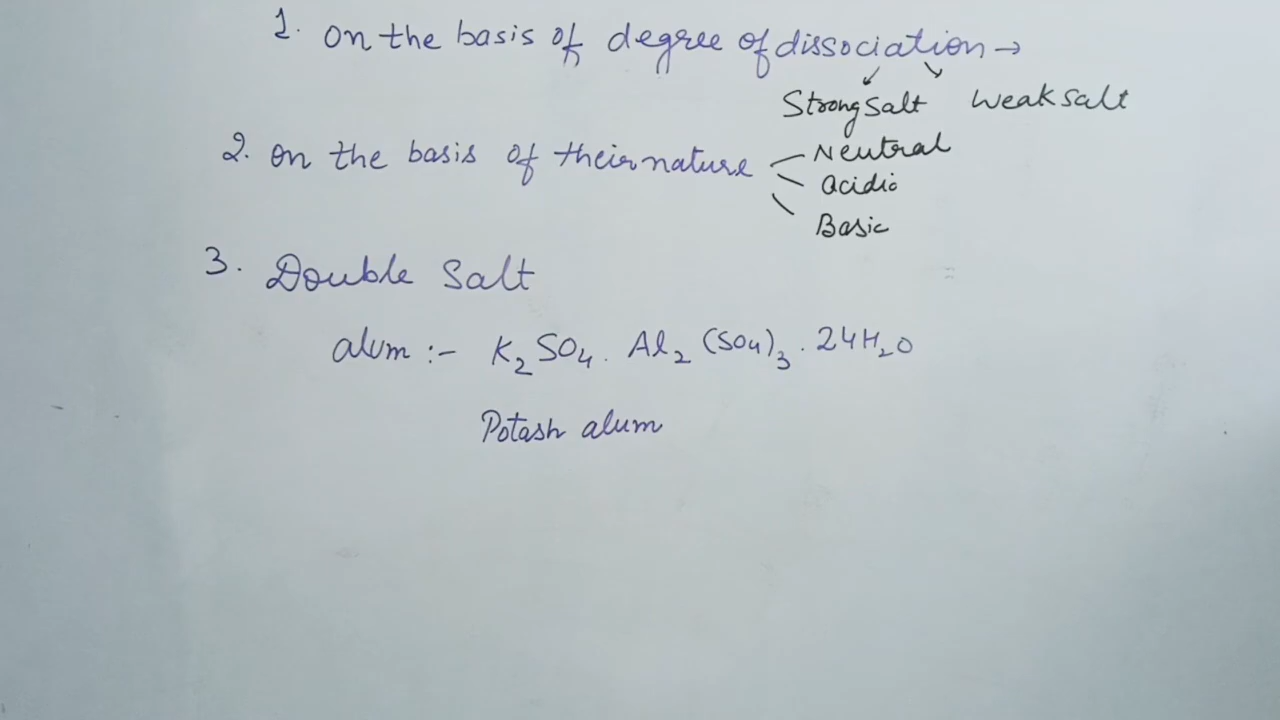 1. on the basis of degree of dissociation →
Strong Salt Weak salt
2. on the basis of their nature
Neutral
acidic
Basic
3. Double Salt
alum :- K₂SO₄. Al₂(SO₄)₃. 24H₂O
Potash alum